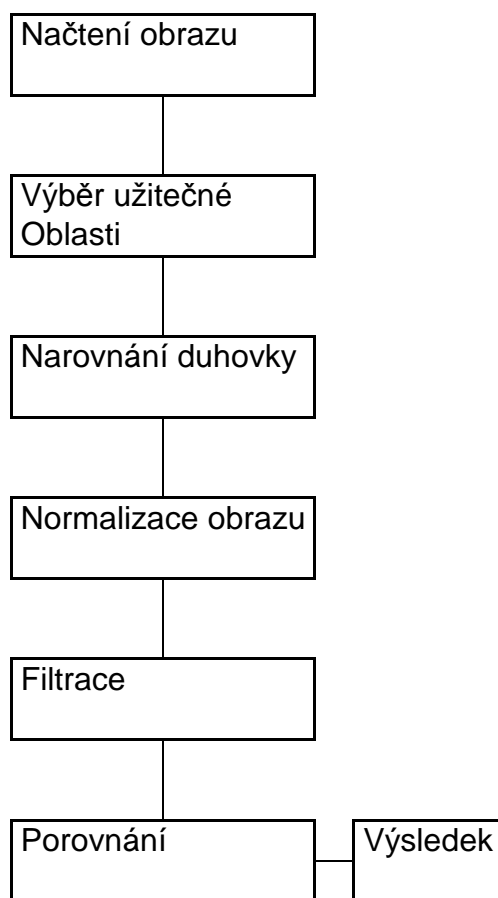 Načtení obrazu
Výběr užitečné
Oblasti
Narovnání duhovky
Normalizace obrazu
Filtrace
Porovnání
Výsledek